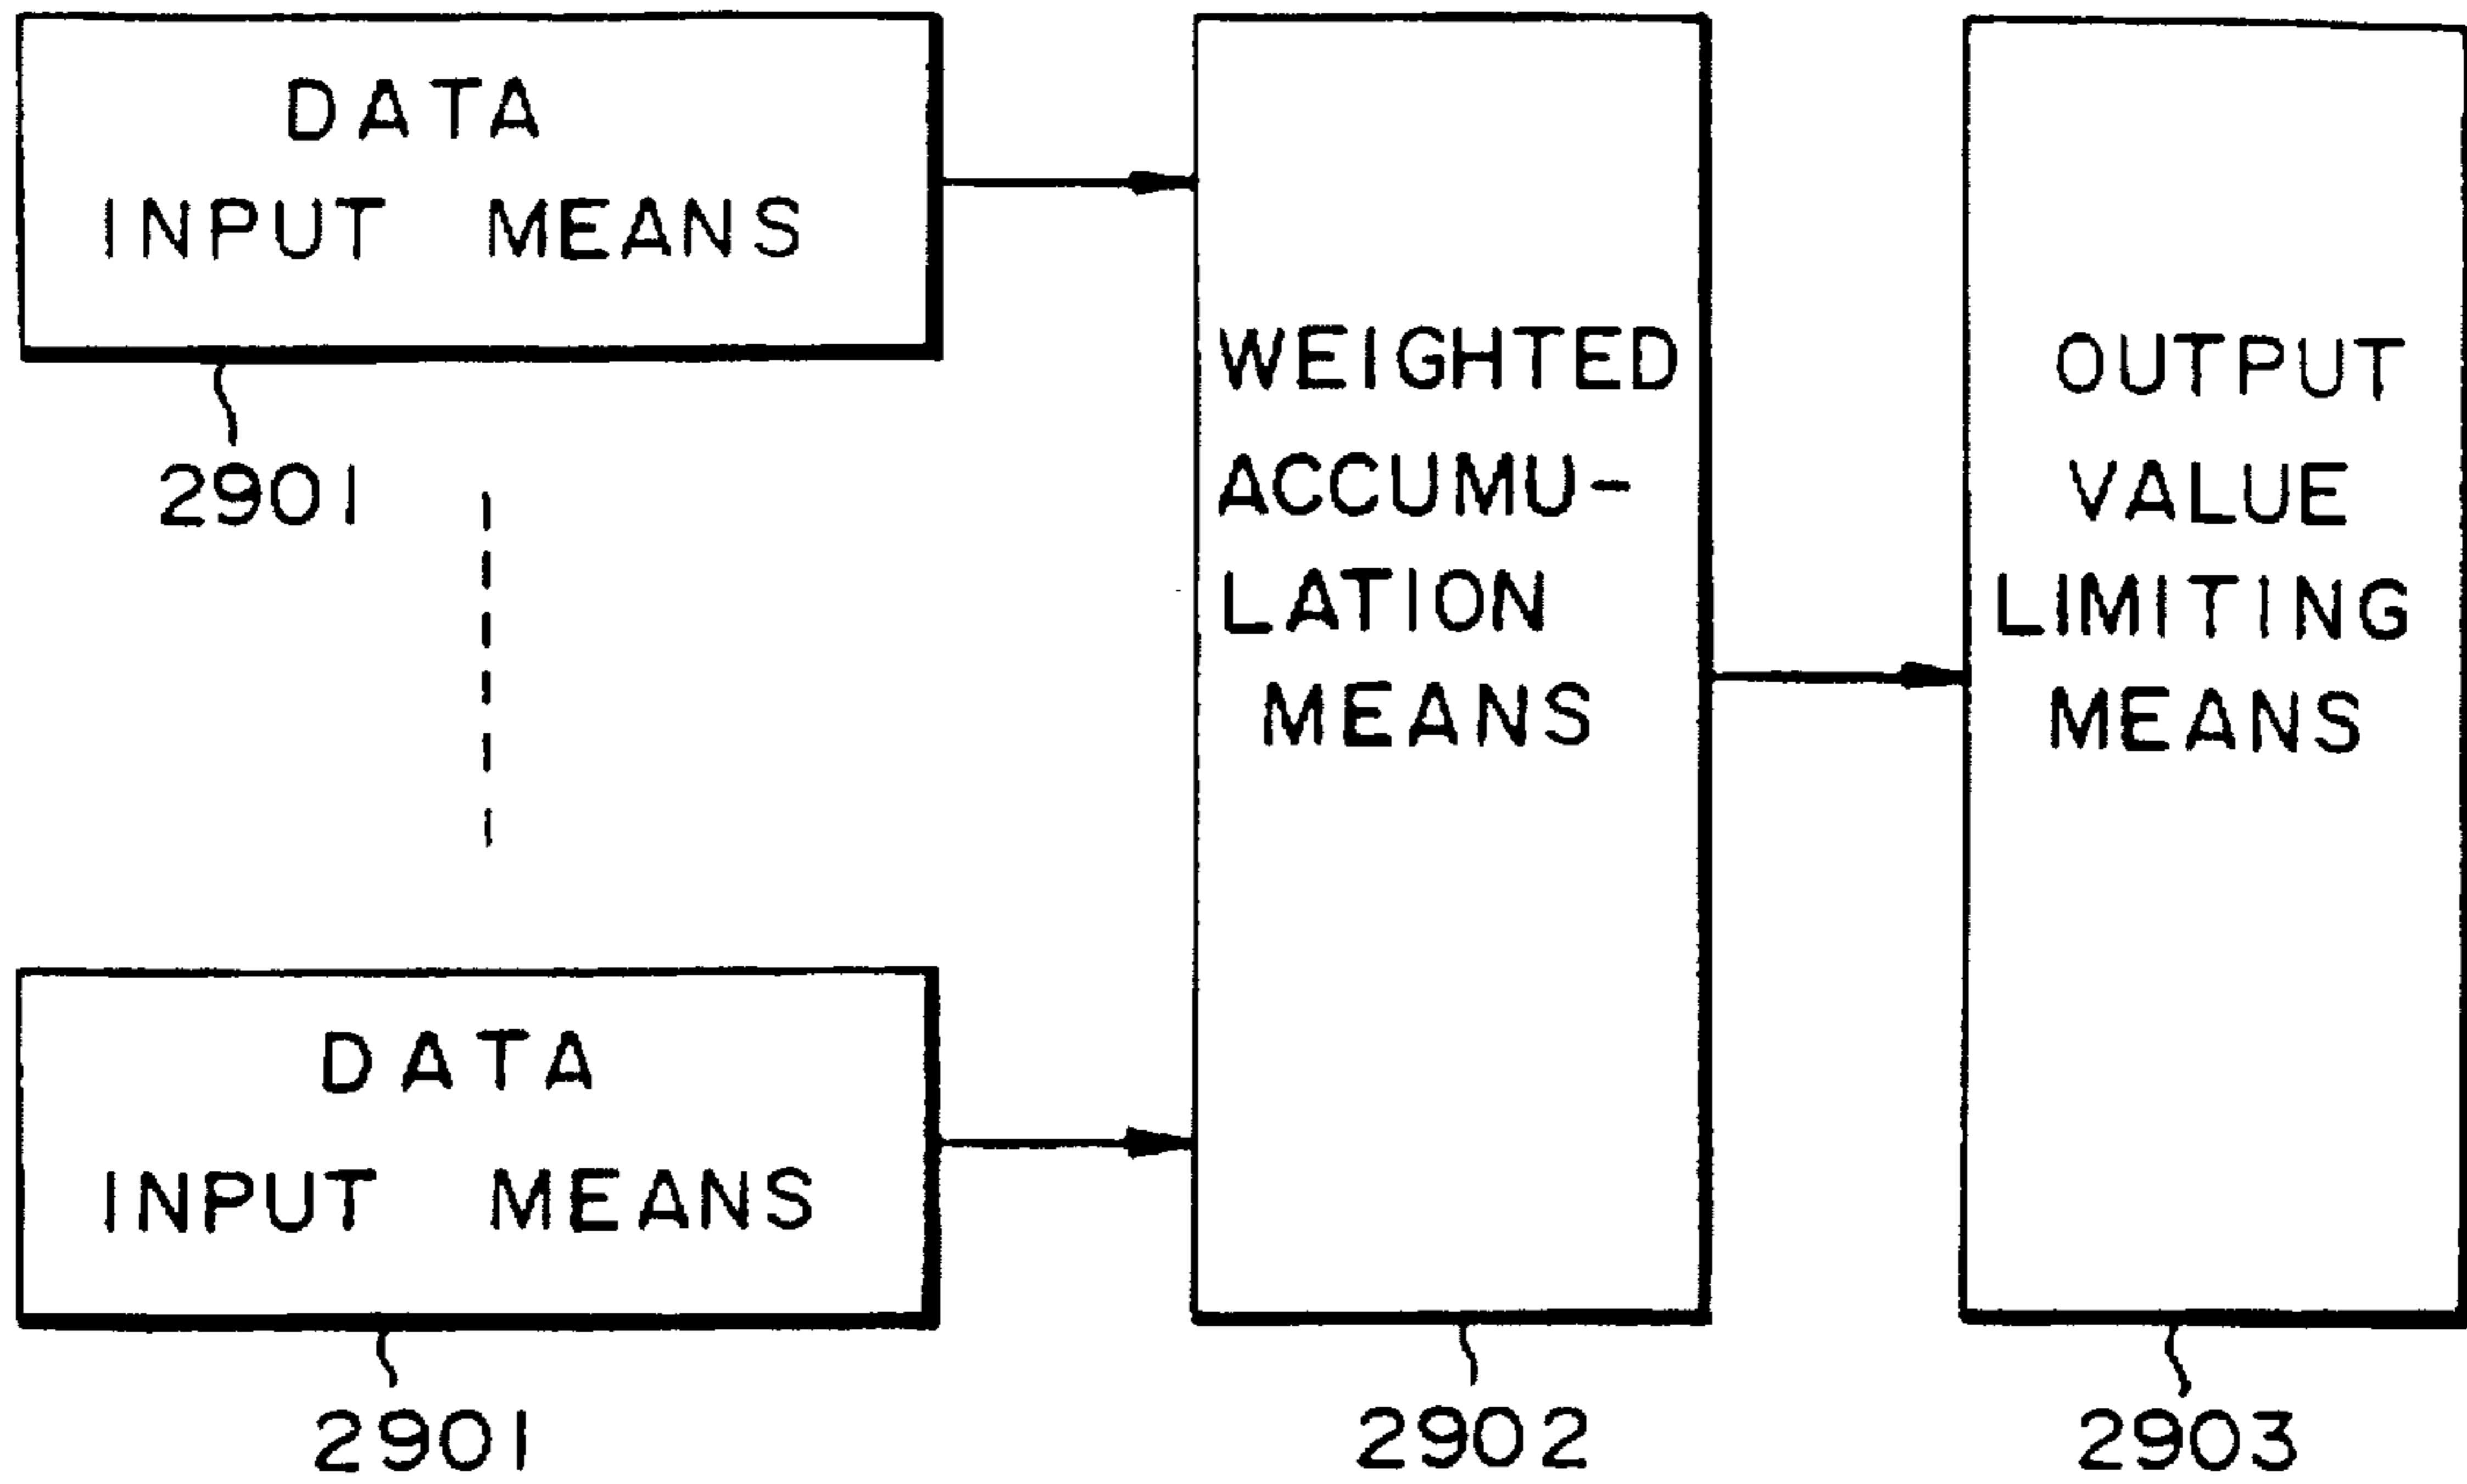 DATA
INPUT MEANS
2901
DATA
INPUT MEANS
2901
WEIGHTED
ACCUMU-
LATION
MEANS
2902
OUTPUT
VALUE
LIMITING
MEANS
2903